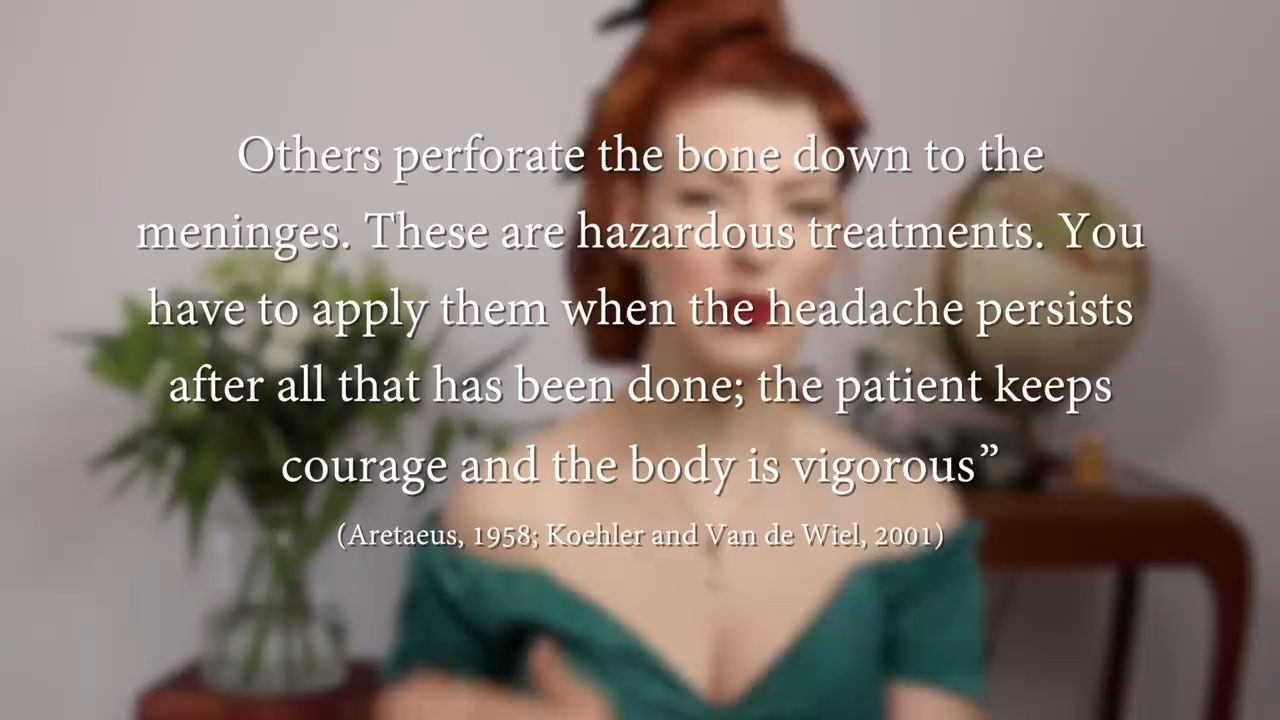 Others perforate the bone down to the
meninges. These are hazardous treatments. You
have to apply them when the headache persists
after all that has been done; the patient keeps
courage and the body is vigorous”
(Aretaeus, 1958; Koehler and Van de Wiel, 2001)